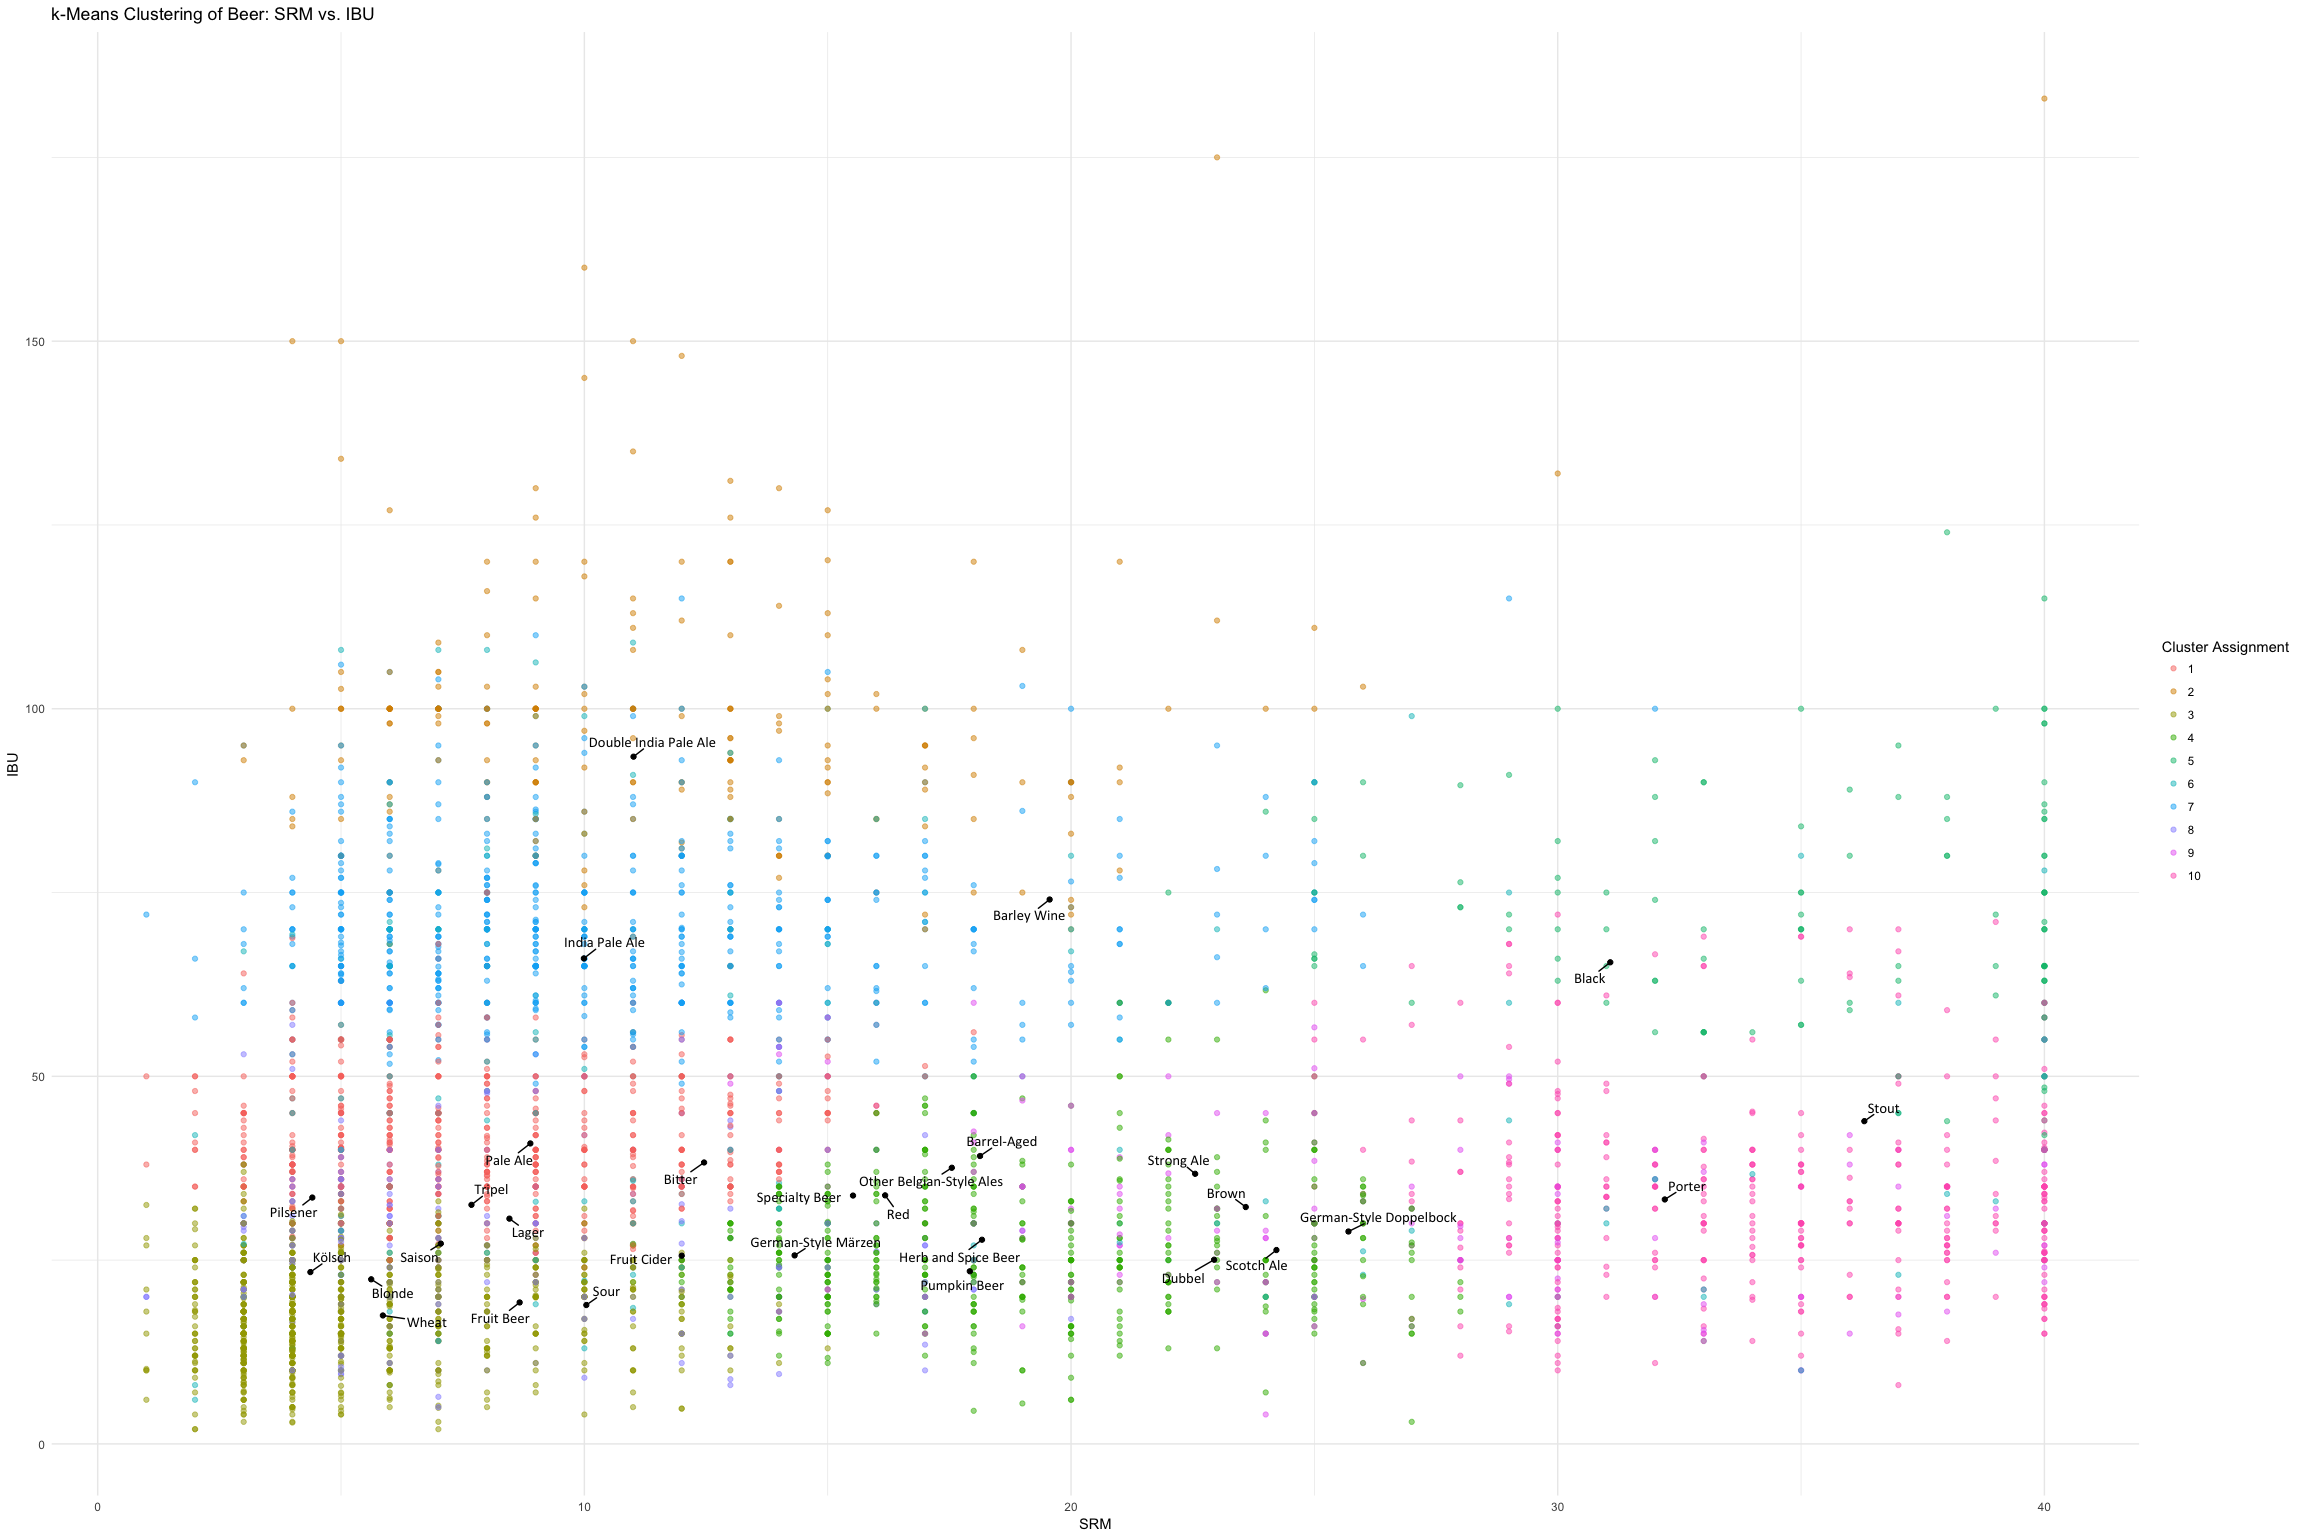 k-Means Clustering of Beer: SRM vs. IBU
150
100
50
0
IBU
Double India Pale Ale
Barley Wine
India Pale Ale
Black
Stout
Pale Ale
Barrel-Aged
Bitter
Strong Ale
Other Belgian-Style Ales
Tripel
Porter
Specialty Beer
Brown
Pilsener
Red
German-Style Doppelbock
Lager
German-Style Märzen
Kölsch
Saison
Fruit Cider
Herb and Spice Beer
Scotch Ale
Dubbel
Pumpkin Beer
Blonde
Sour
Fruit Beer
Wheat
0
10
20
30
40
SRM
Cluster Assignment
1
2
3
4
5
6
7
8
9
10